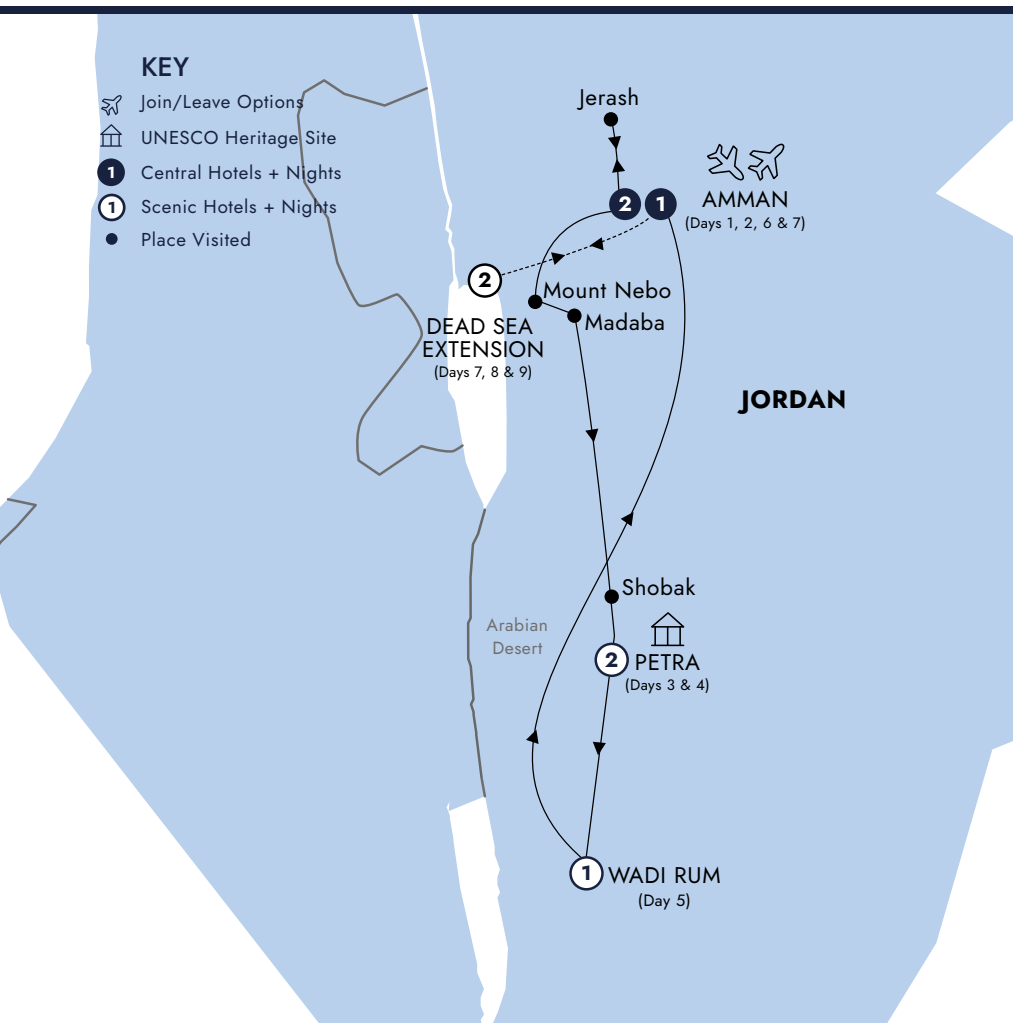 KEY
Join/Leave Options
UNESCO Heritage Site
1 Central Hotels + Nights
1 Scenic Hotels + Nights
Place Visited
Jerash
2 1 AMMAN
(Days 1, 2, 6 & 7)
2
Mount Nebo
Madaba
DEAD SEA
EXTENSION
(Days 7, 8 & 9)
JORDAN
Shobak
Arabian
Desert
2 PETRA
(Days 3 & 4)
1 WADI RUM
(Day 5)